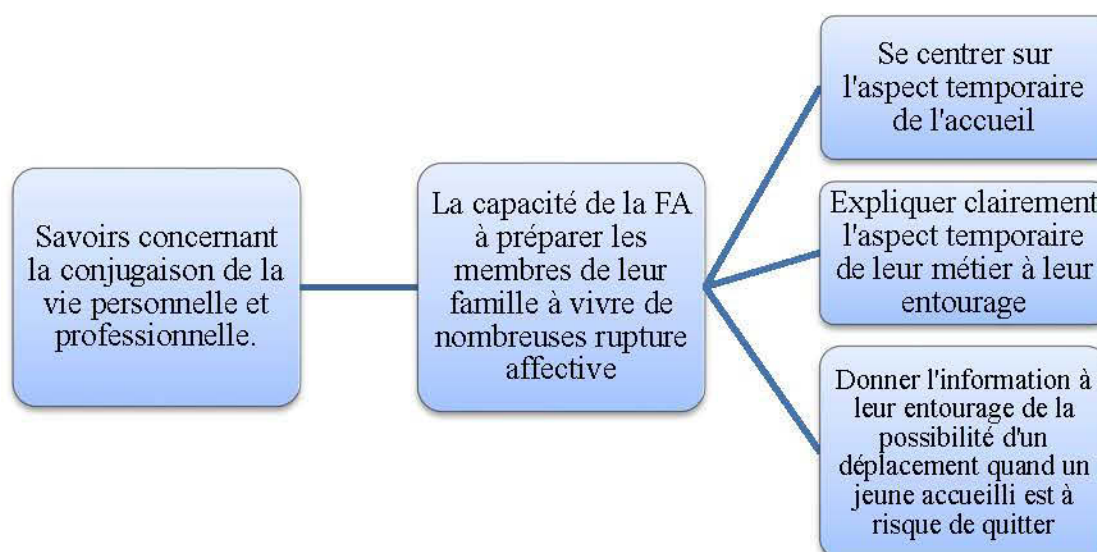 Savoirs concernant
la conjugaison de la
vie personnelle et
professionnelle.
La capacité de la FA
à préparer les
membres de leur
famille à vivre de
nombreuses rupture
affective
Se centrer sur
l'aspect temporaire
de l'accueil
Expliquer clairement
l'aspect temporaire
de leur métier à leur
entourage
Donner l'information à
leur entourage de la
possibilité d'un
déplacement quand un
jeune accueilli est à
risque de quitter